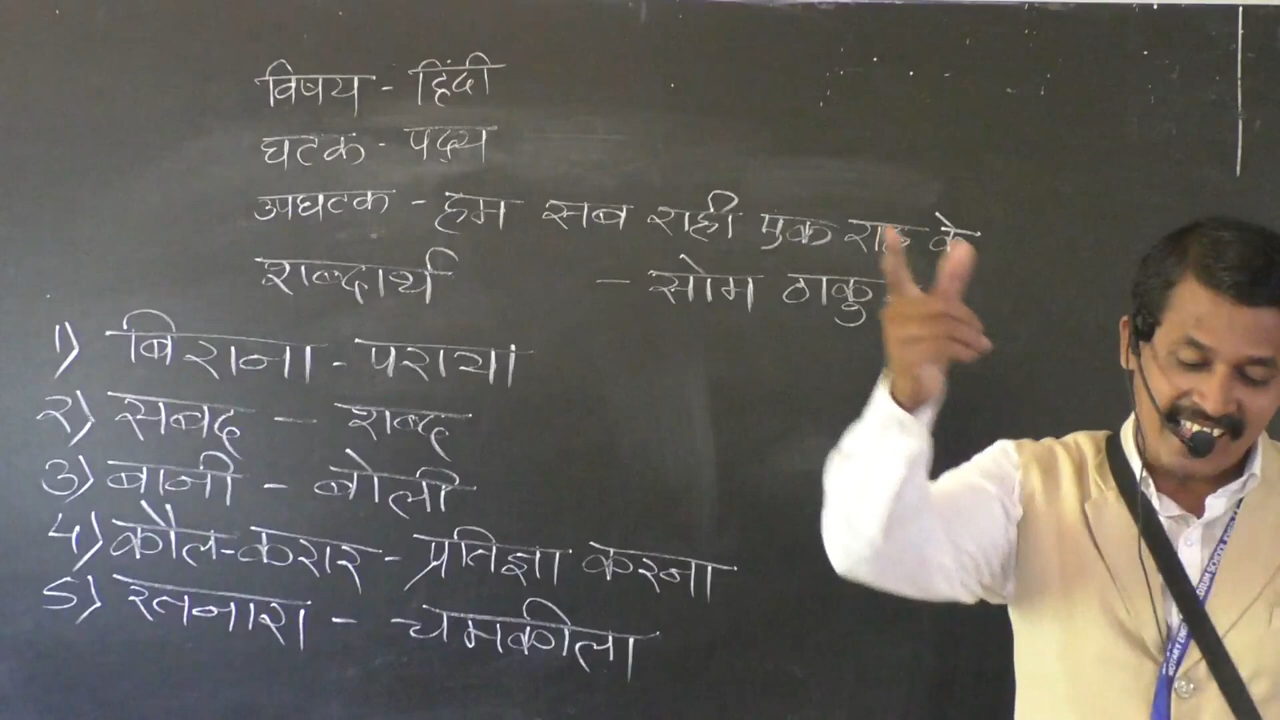 विषय - हिंदी
घटक - पद्य
उपघटक - हम सब राही एक राह के
शब्दार्थ - सोम ठाकु
1) बिराना - पराया
२) सबद - शब्द
3) बानी - बोली
4) कौल-करार - प्रतिज्ञा करना
5) रतनारा - चमकीला